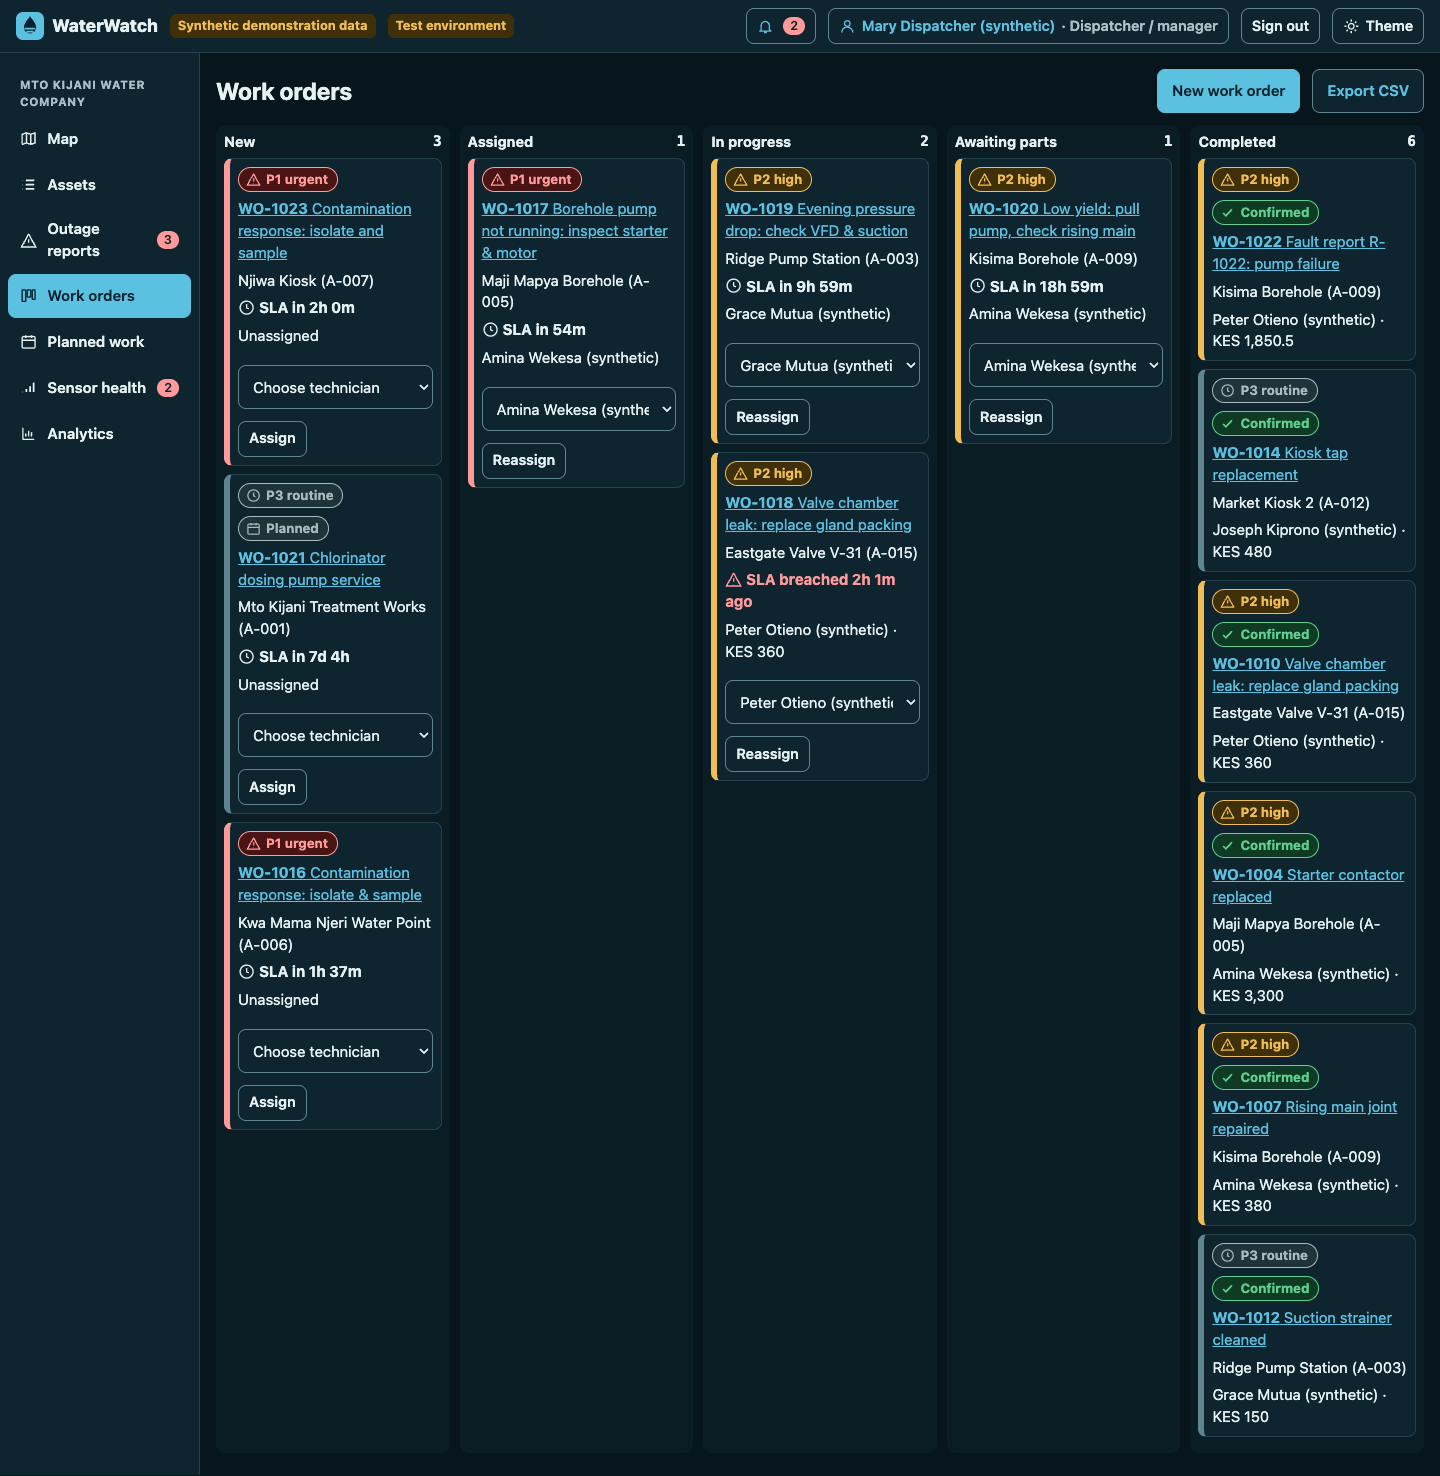 WaterWatch
Synthetic demonstration data
Test environment
2
Mary Dispatcher (synthetic) · Dispatcher / manager
Sign out
Theme
MTO KIJANI WATER
COMPANY
Map
Assets
Outage
reports
3
Work orders
Planned work
Sensor health
2
Analytics
Work orders
New work order
Export CSV
New
3
P1 urgent
WO-1023 Contamination
response: isolate and
sample
Njiwa Kiosk (A-007)
SLA in 2h 0m
Unassigned
Choose technician
Assign
P3 routine
Planned
WO-1021 Chlorinator
dosing pump service
Mto Kijani Treatment Works
(A-001)
SLA in 7d 4h
Unassigned
Choose technician
Assign
P1 urgent
WO-1016 Contamination
response: isolate & sample
Kwa Mama Njeri Water Point
(A-006)
SLA in 1h 37m
Unassigned
Choose technician
Assign
Assigned
1
P1 urgent
WO-1017 Borehole pump
not running: inspect starter
& motor
Maji Mapya Borehole (A-
005)
SLA in 54m
Amina Wekesa (synthetic)
Amina Wekesa (synthe
Reassign
In progress
2
P2 high
WO-1019 Evening pressure
drop: check VFD & suction
Ridge Pump Station (A-003)
SLA in 9h 59m
Grace Mutua (synthetic)
Grace Mutua (syntheti
Reassign
P2 high
WO-1018 Valve chamber
leak: replace gland packing
Eastgate Valve V-31 (A-015)
SLA breached 2h 1m
ago
Peter Otieno (synthetic) ·
KES 360
Peter Otieno (syntheti
Reassign
Awaiting parts
1
P2 high
WO-1020 Low yield: pull
pump, check rising main
Kisima Borehole (A-009)
SLA in 18h 59m
Amina Wekesa (synthetic)
Amina Wekesa (synthe
Reassign
Completed
6
P2 high
Confirmed
WO-1022 Fault report R-
1022: pump failure
Kisima Borehole (A-009)
Peter Otieno (synthetic) ·
KES 1,850.5
P3 routine
Confirmed
WO-1014 Kiosk tap
replacement
Market Kiosk 2 (A-012)
Joseph Kiprono (synthetic) ·
KES 480
P2 high
Confirmed
WO-1010 Valve chamber
leak: replace gland packing
Eastgate Valve V-31 (A-015)
Peter Otieno (synthetic) ·
KES 360
P2 high
Confirmed
WO-1004 Starter contactor
replaced
Maji Mapya Borehole (A-
005)
Amina Wekesa (synthetic) ·
KES 3,300
P2 high
Confirmed
WO-1007 Rising main joint
repaired
Kisima Borehole (A-009)
Amina Wekesa (synthetic) ·
KES 380
P3 routine
Confirmed
WO-1012 Suction strainer
cleaned
Ridge Pump Station (A-003)
Grace Mutua (synthetic) ·
KES 150